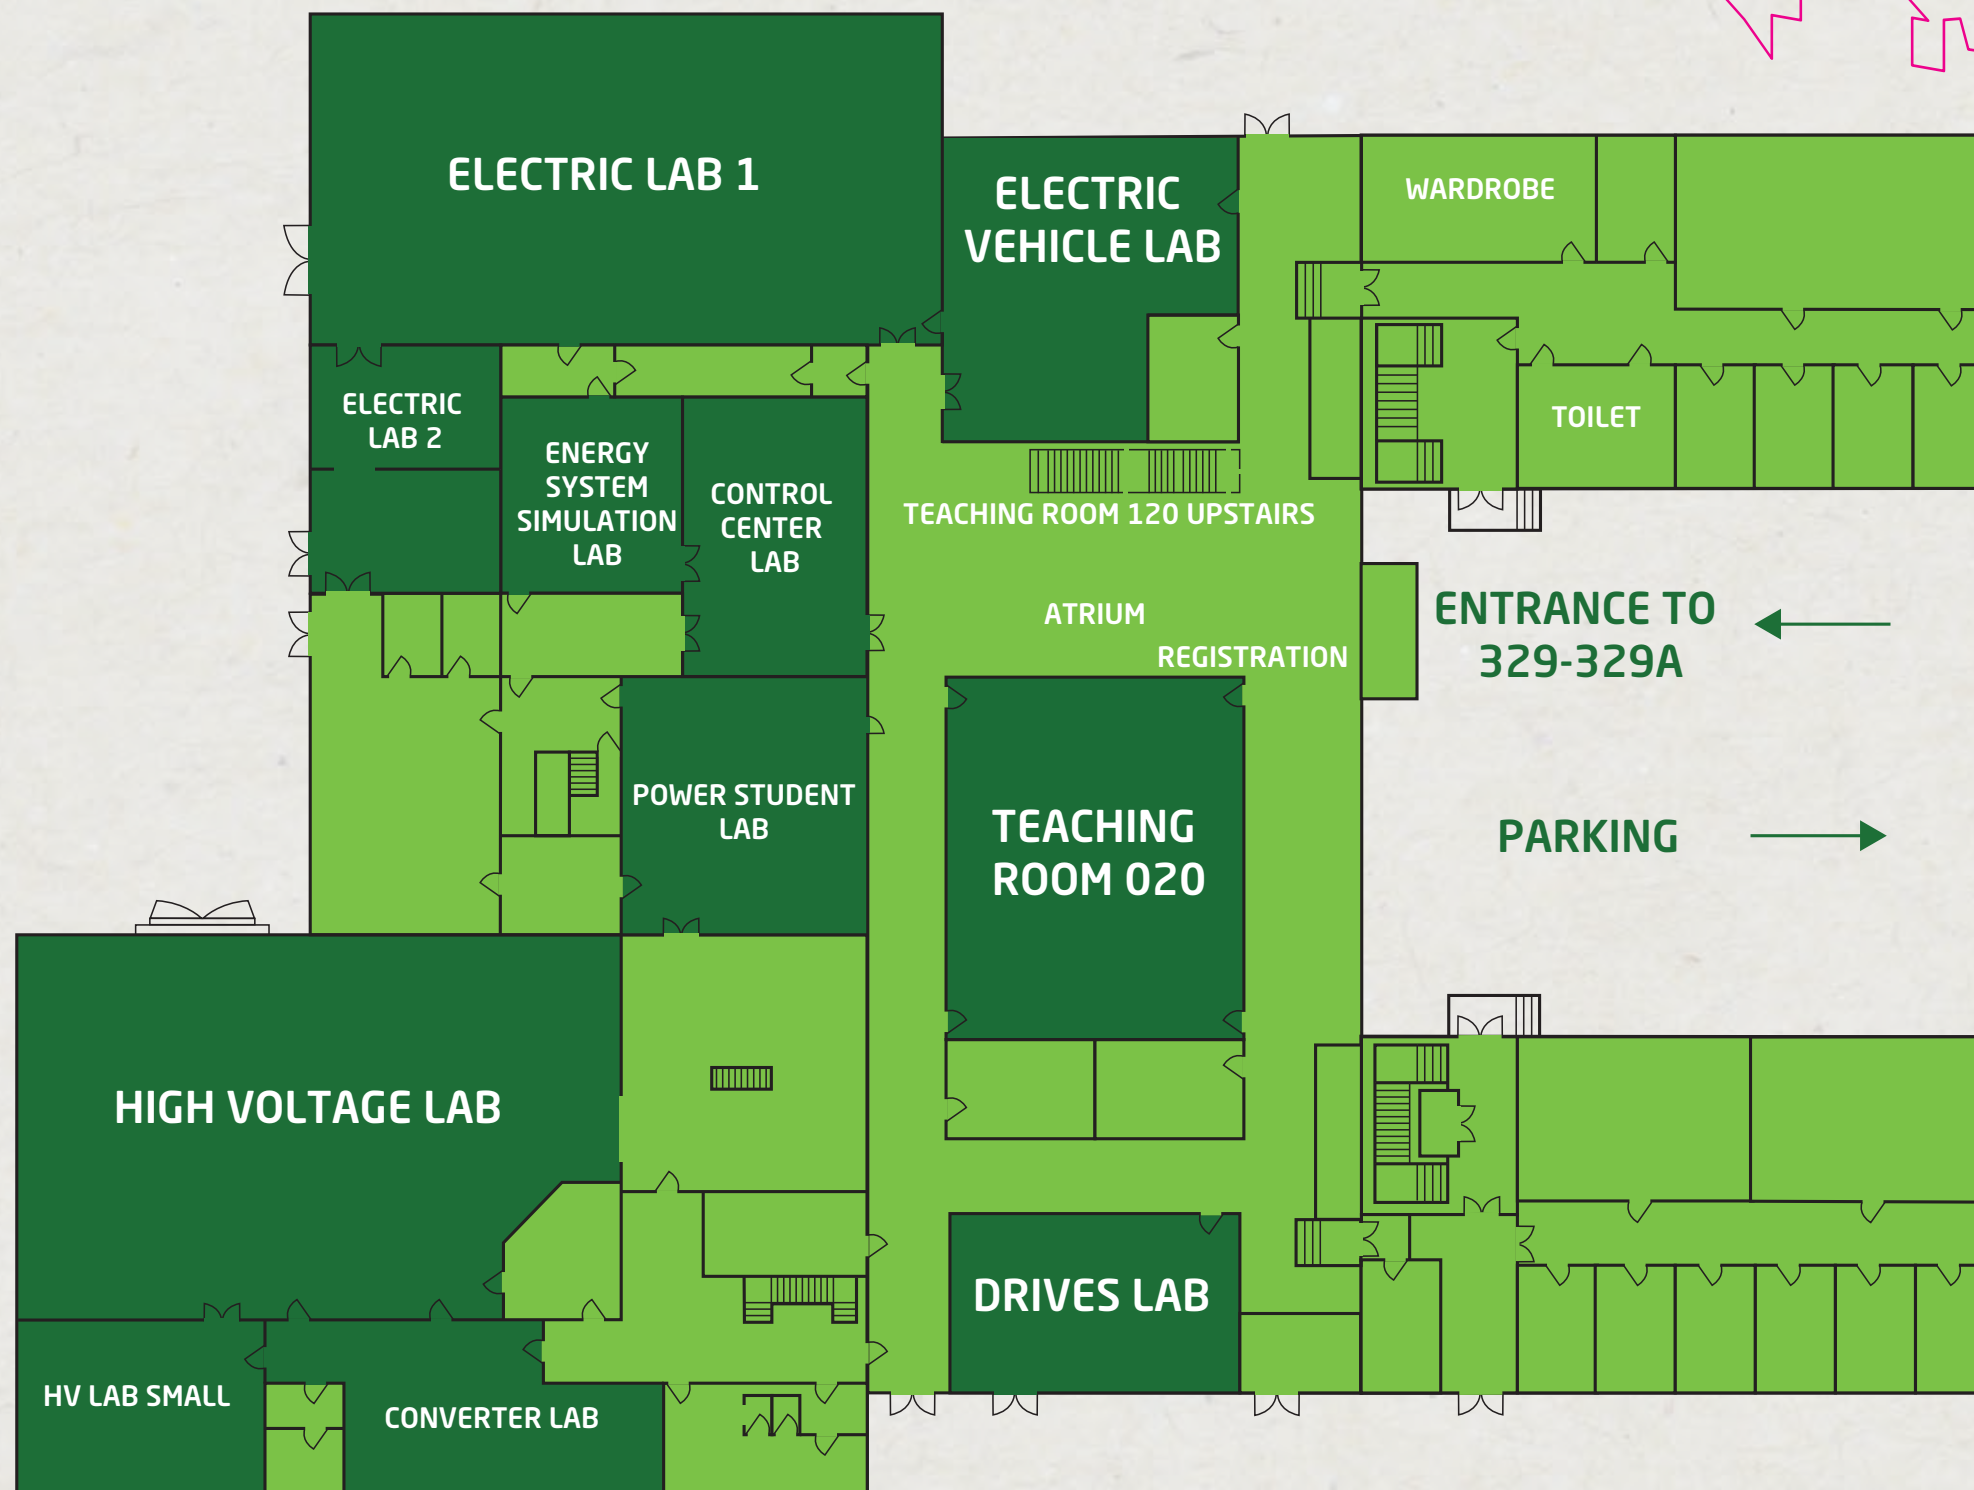 ELECTRIC LAB 1
ELECTRIC
VEHICLE LAB
WARDROBE
ELECTRIC
LAB 2
TOILET
ENERGY
SYSTEM
SIMULATION
LAB
CONTROL
CENTER
LAB
TEACHING ROOM 120 UPSTAIRS
ATRIUM
REGISTRATION
ENTRANCE TO
329-329A
POWER STUDENT
LAB
TEACHING
ROOM 020
PARKING
HIGH VOLTAGE LAB
DRIVES LAB
HV LAB SMALL
CONVERTER LAB